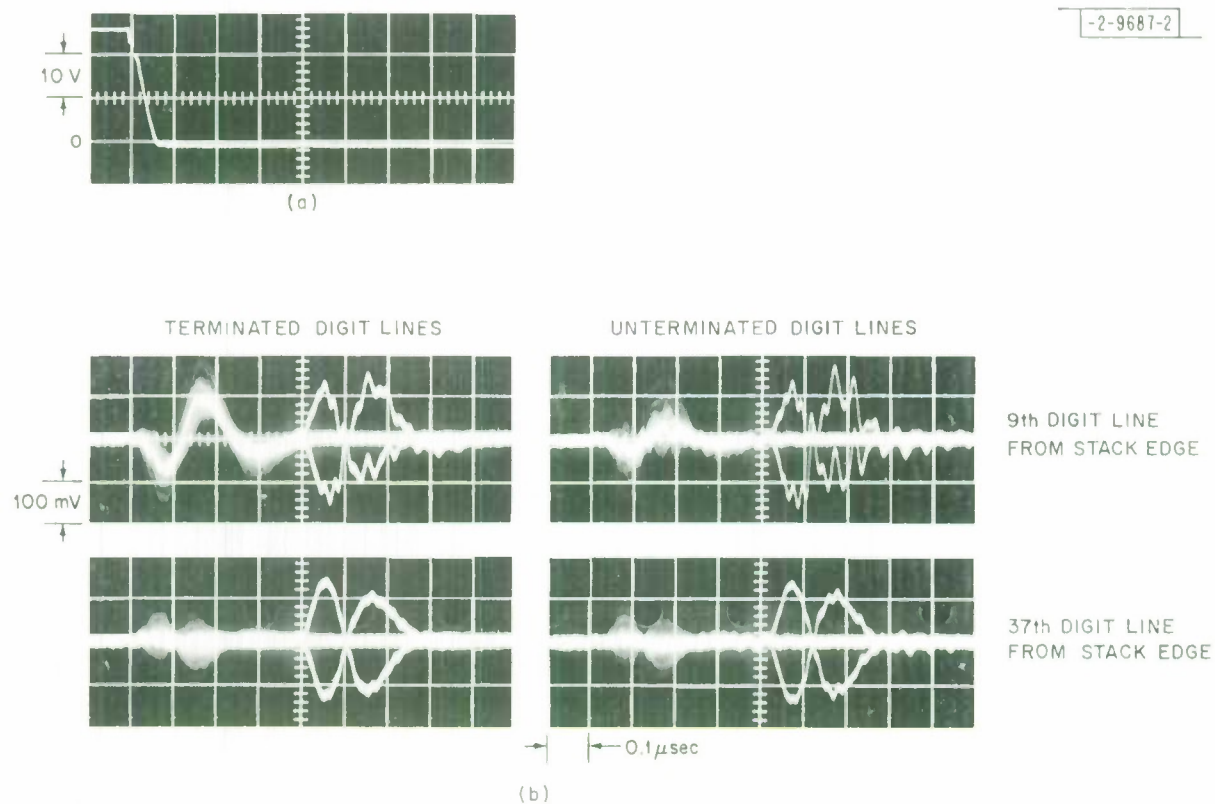 -2-9687-2
10 V
0
(a)
TERMINATED DIGIT LINES
UNTERMINATED DIGIT LINES
9th DIGIT LINE
FROM STACK EDGE
100 mV
37th DIGIT LINE
FROM STACK EDGE
0.1 μsec
(b)